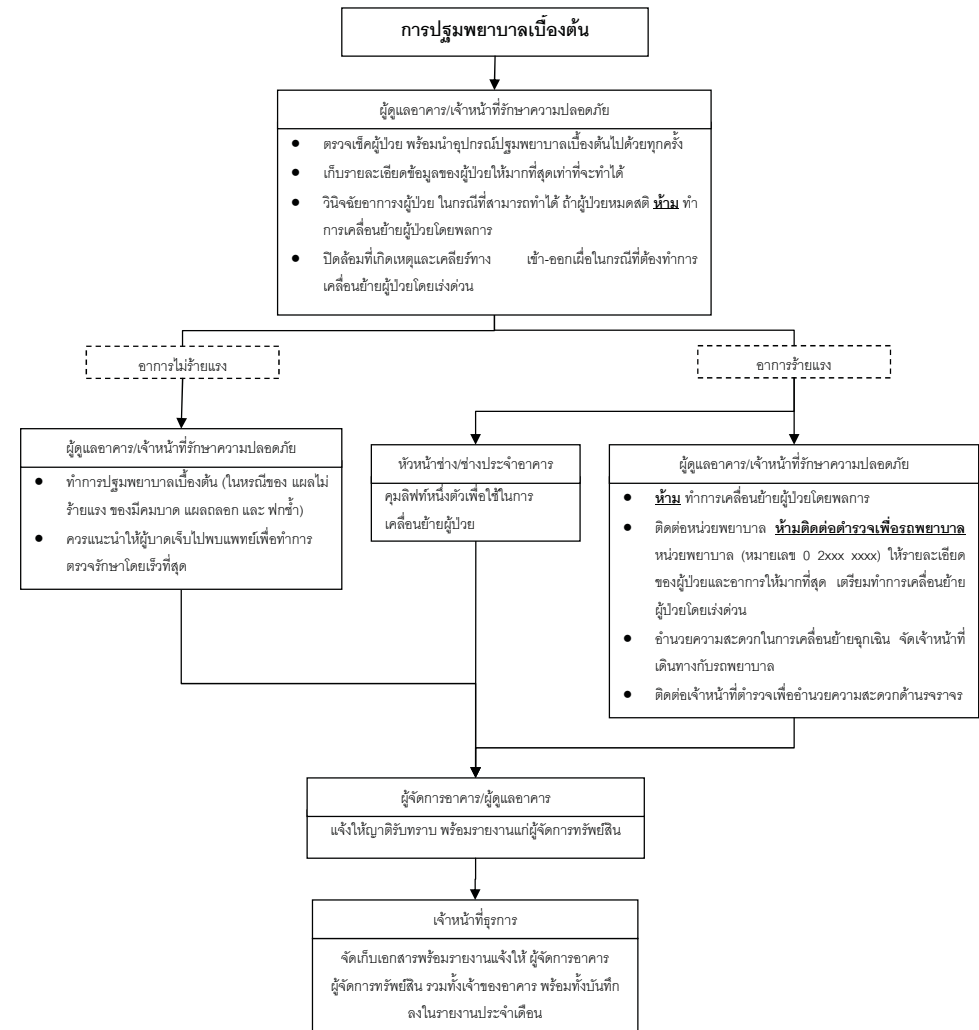 การปฐมพยาบาลเบื้องต้น
ผู้ดูแลอาคาร/เจ้าหน้าที่รักษาความปลอดภัย
● ตรวจเช็คผู้ป่วย พร้อมนำอุปกรณ์ปฐมพยาบาลเบื้องต้นไปด้วยทุกครั้ง
● เก็บรายละเอียดข้อมูลของผู้ป่วยให้มากที่สุดเท่าที่จะทำได้
● วินิจฉัยอาการงผู้ป่วย ในกรณีที่สามารถทำได้ ถ้าผู้ป่วยหมดสติ ห้าม ทำ
การเคลื่อนย้ายผู้ป่วยโดยพลการ
● ปิดล้อมที่เกิดเหตุและเคลียร์ทาง เข้า-ออกเผื่อในกรณีที่ต้องทำการ
เคลื่อนย้ายผู้ป่วยโดยเร่งด่วน
อาการไม่ร้ายแรง
อาการร้ายแรง
ผู้ดูแลอาคาร/เจ้าหน้าที่รักษาความปลอดภัย
● ทำการปฐมพยาบาลเบื้องต้น (ในหรณีของ แผลไม่
ร้ายแรง ของมีคมบาด แผลถลอก และ ฟกช้ำ)
● ควรแนะนำให้ผู้บาดเจ็บไปพบแพทย์เพื่อทำการ
ตรวจรักษาโดยเร็วที่สุด
หัวหน้าช่าง/ช่างประจำอาคาร
คุมลิฟท์หนึ่งตัวเพื่อใช้ในการ
เคลื่อนย้ายผู้ป่วย
ผู้ดูแลอาคาร/เจ้าหน้าที่รักษาความปลอดภัย
● ห้าม ทำการเคลื่อนย้ายผู้ป่วยโดยพลการ
● ติดต่อหน่วยพยาบาล ห้ามติดต่อตำรวจเพื่อรถพยาบาล
หน่วยพยาบาล (หมายเลข 0 2xxx xxxx) ให้รายละเอียด
ของผู้ป่วยและอาการให้มากที่สุด เตรียมทำการเคลื่อนย้าย
ผู้ป่วยโดยเร่งด่วน
● อำนวยความสะดวกในการเคลื่อนย้ายฉุกเฉิน จัดเจ้าหน้าที่
เดินทางกับรถพยาบาล
● ติดต่อเจ้าหน้าที่ตำรวจเพื่ออำนวยความสะดวกด้านรจราจร
ผู้จัดการอาคาร/ผู้ดูแลอาคาร
แจ้งให้ญาติรับทราบ พร้อมรายงานแก่ผู้จัดการทรัพย์สิน
เจ้าหน้าที่ธุรการ
จัดเก็บเอกสารพร้อมรายงานแจ้งให้ ผู้จัดการอาคาร
ผู้จัดการทรัพย์สิน รวมทั้งเจ้าของอาคาร พร้อมทั้งบันทึก
ลงในรายงานประจำเดือน